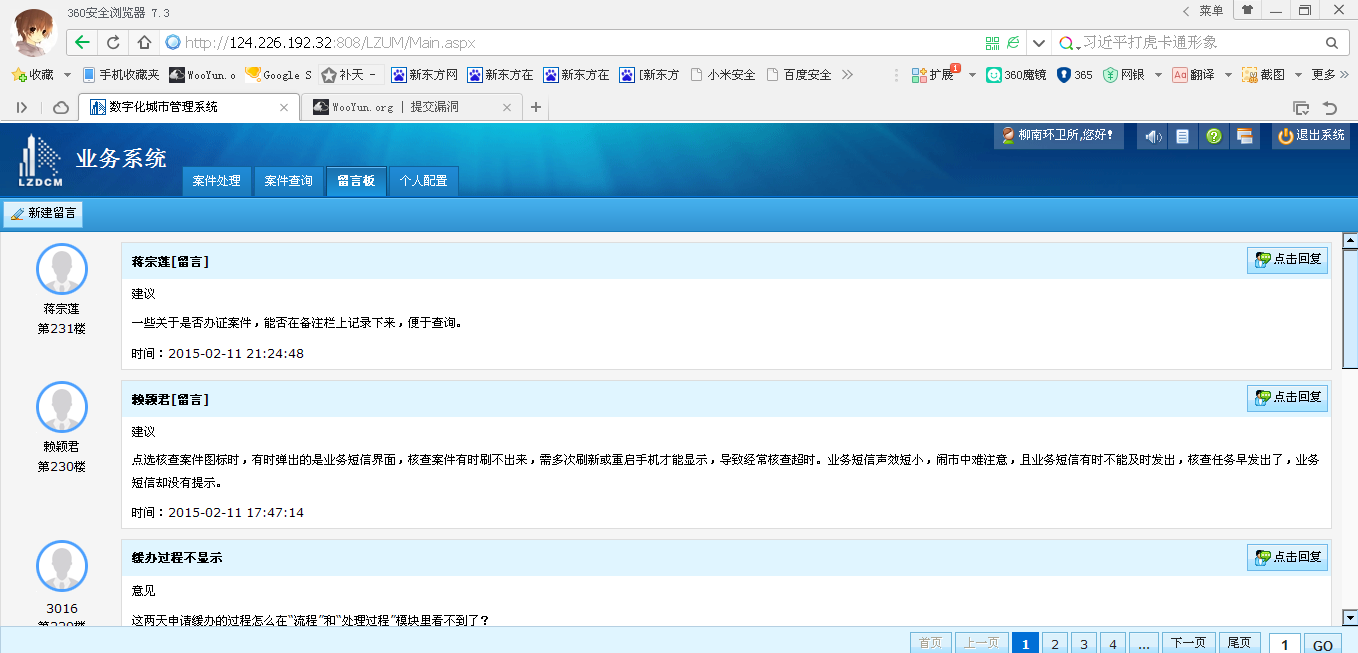 360安全浏览器 7.3
菜单
http://124.226.192.32:808/LZUM/Main.aspx
习近平打虎卡通形象
收藏 手机收藏夹 WooYun.o Google S 补天 - 新东方网 新东方在 新东方在 [新东方 小米安全 百度安全 扩展 1 360魔镜 365 网银 翻译 截图 更多
数字化城市管理系统 WooYun.org | 提交漏洞
柳南环卫所,您好! 退出系统
LZDCM 业务系统
案件处理 案件查询 留言板 个人配置
新建留言
蒋宗莲[留言] 点击回复
建议
蒋宗莲
一些关于是否办证案件，能否在备注栏上记录下来，便于查询。
第231楼
时间：2015-02-11 21:24:48
赖颖君[留言] 点击回复
建议
赖颖君
点选核查案件图标时，有时弹出的是业务短信界面，核查案件有时刷不出来，需多次刷新或重启手机才能显示，导致经常核查超时。业务短信声效短小，闹市中难注意，且业务短信有时不能及时发出，核查任务早发出了，业务
第230楼
短信却没有提示。
时间：2015-02-11 17:47:14
缓办过程不显示 点击回复
意见
3016
这两天申请缓办的过程怎么在"流程"和"处理过程"模块里看不到了？
第229楼
首页 上一页 1 2 3 4 ... 下一页 尾页 1 GO